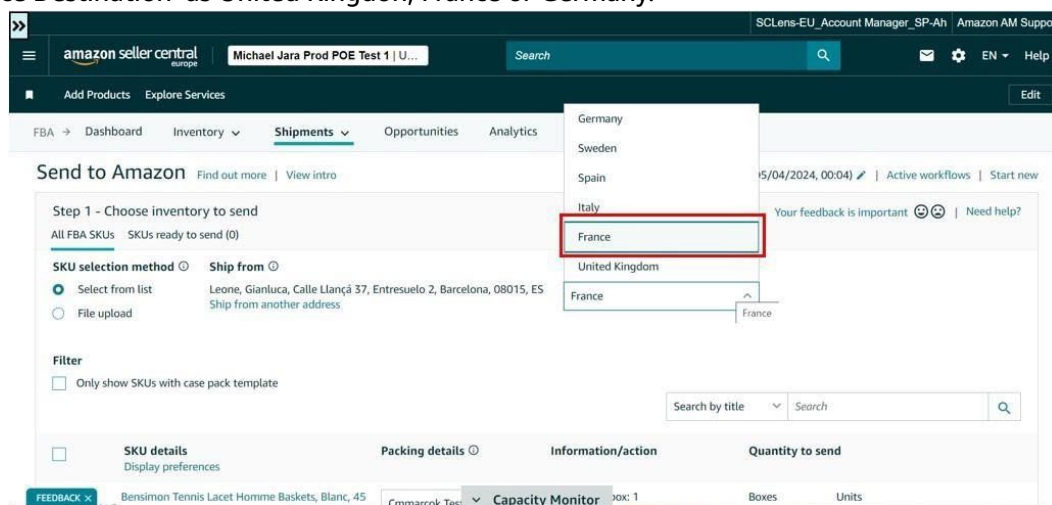 Destination as United Kingdon, France or Germany.
SCLens-EU_Account Manager_SP-Ah Amazon AM Suppo
amazon seller central europe Michael Jara Prod POE Test 1 | U... Search EN Help
Add Products Explore Services Edit
FBA → Dashboard Inventory Shipments Opportunities Analytics
Germany
Sweden
Spain
Italy
France
United Kingdom
France
France
Send to Amazon Find out more | View intro
5/04/2024, 00:04) | Active workflows | Start new
Step 1 - Choose inventory to send
Your feedback is important | Need help?
All FBA SKUs SKUs ready to send (0)
SKU selection method Ship from
Select from list Leone, Gianluca, Calle Llançá 37, Entresuelo 2, Barcelona, 08015, ES
Ship from another address
File upload
Filter
Only show SKUs with case pack template
Search by title Search
SKU details Packing details Information/action Quantity to send
Display preferences
FEEDBACK × Bensimon Tennis Lacet Homme Baskets, Blanc, 45 Cmmarcok Tes Capacity Monitor box: 1 Boxes Units